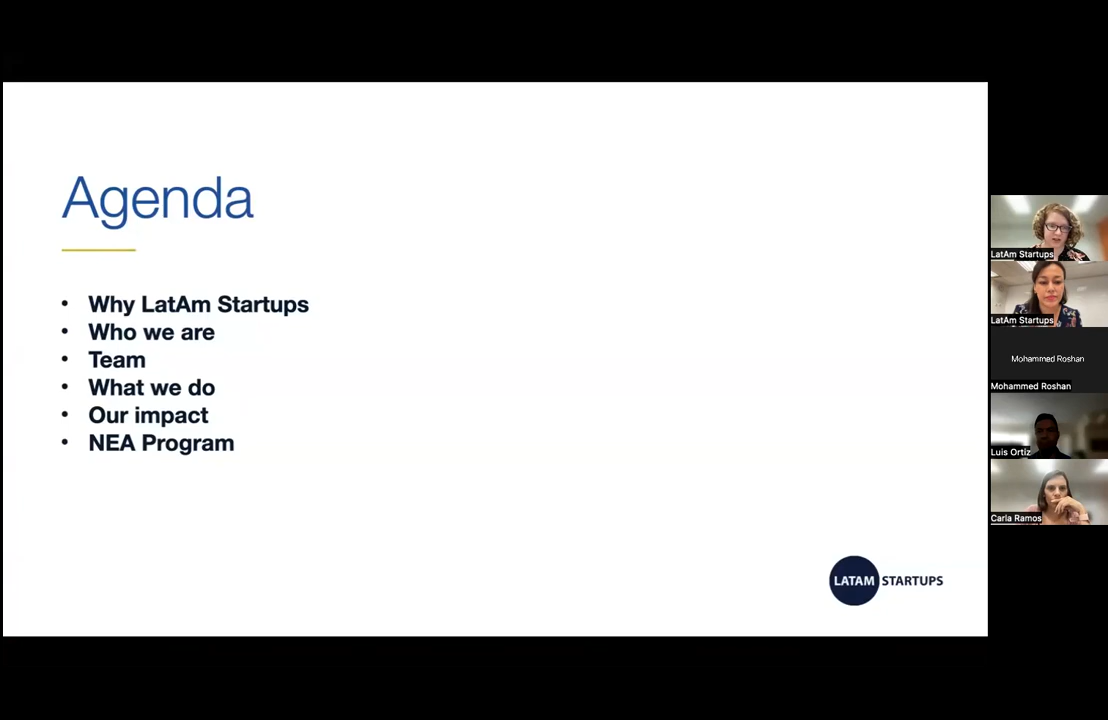 Agenda
• Why LatAm Startups
• Who we are
• Team
• What we do
• Our impact
• NEA Program
LATAM STARTUPS
LatAm Startups
LatAm Startups
Mohammed Roshan
Mohammed Roshan
Luis Ortiz
Carla Ramos